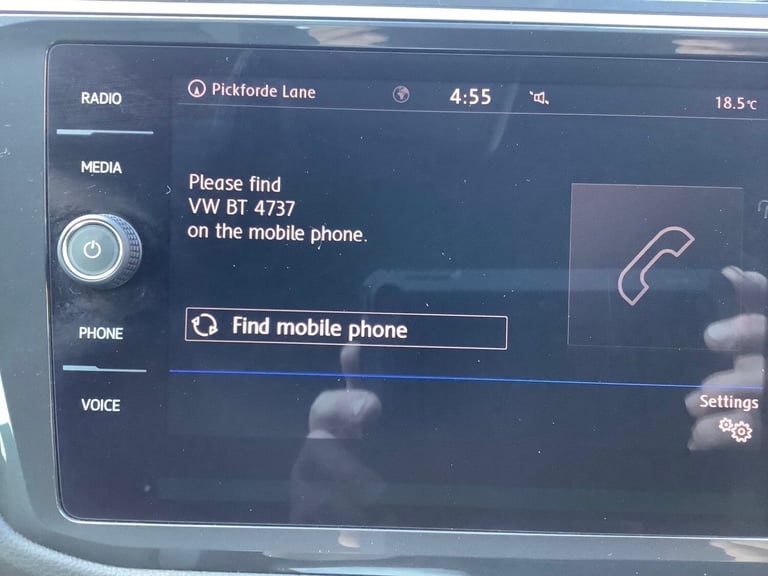 RADIO
MEDIA
PHONE
VOICE
Pickforde Lane
4:55
18.5°C
Please find
VW BT 4737
on the mobile phone.
Find mobile phone
Settings